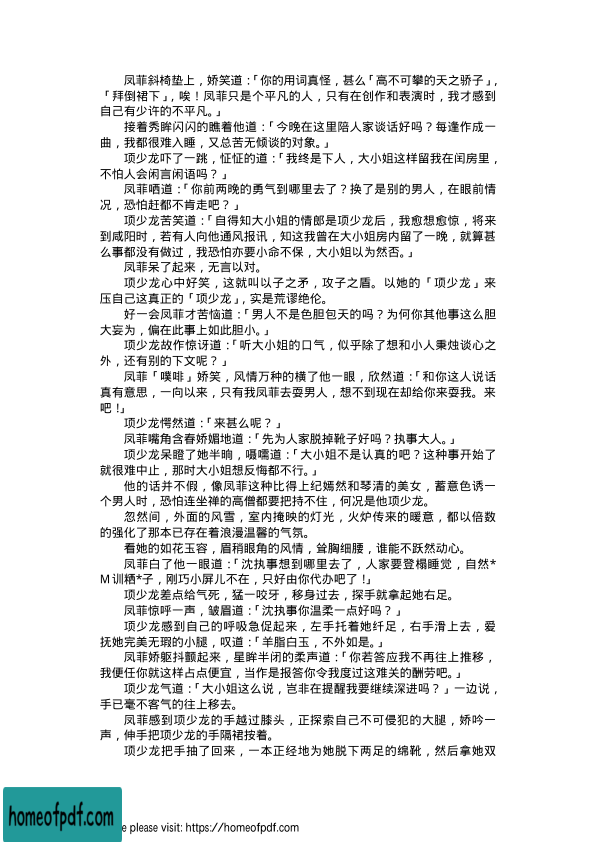 凤菲斜椅垫上，娇笑道：「你的用词真怪，甚么「高不可攀的天之骄子」，
「拜倒裙下」，唉！凤菲只是个平凡的人，只有在创作和表演时，我才感到
自己有少许的不平凡。」
接着秀眸闪闪的瞧着他道：「今晚在这里陪人家谈话好吗？每逢作成一
曲，我都很难入睡，又总苦无倾谈的对象。」
项少龙吓了一跳，怔怔的道：「我终是下人，大小姐这样留我在闺房里，
不怕人会闲言闲语吗？」
凤菲哂道：「你前两晚的勇气到哪里去了？换了是别的男人，在眼前情
况，恐怕赶都不肯走吧？」
项少龙苦笑道：「自得知大小姐的情郎是项少龙后，我愈想愈惊，将来
到咸阳时，若有人向他通风报讯，知这我曾在大小姐房内留了一晚，就算甚
么事都没有做过，我恐怕亦要小命不保，大小姐以为然否。」
凤菲呆了起来，无言以对。
项少龙心中好笑，这就叫以子之矛，攻子之盾。以她的「项少龙」来
压自己这真正的「项少龙」，实是荒谬绝伦。
好一会凤菲才苦恼道：「男人不是色胆包天的吗？为何你其他事这么胆
大妄为，偏在此事上如此胆小。」
项少龙故作惊讶道：「听大小姐的口气，似乎除了想和小人秉烛谈心之
外，还有别的下文呢？」
凤菲「噗啡」娇笑，风情万种的横了他一眼，欣然道：「和你这人说话
真有意思，一向以来，只有我凤菲去耍男人，想不到现在却给你来耍我。来
吧！」
项少龙愕然道：「来甚么呢？」
凤菲嘴角含春娇媚地道：「先为人家脱掉靴子好吗？执事大人。」
项少龙呆瞪了她半晌，嗫嚅道：「大小姐不是认真的吧？这种事开始了
就很难中止，那时大小姐想反悔都不行。」
他的话并不假，像凤菲这种比得上纪嫣然和琴清的美女，蓄意色诱一
个男人时，恐怕连坐禅的高僧都要把持不住，何况是他项少龙。
忽然间，外面的风雪，室内掩映的灯光，火炉传来的暖意，都以倍数
的强化了那本已存在着浪漫温馨的气氛。
看她的如花玉容，眉稍眼角的风情，耸胸细腰，谁能不跃然动心。
凤菲白了他一眼道：「沈执事想到哪里去了，人家要登榻睡觉，自然*
M训粞*子，刚巧小屏儿不在，只好由你代办吧了！」
项少龙差点给气死，猛一咬牙，移身过去，探手就拿起她右足。
凤菲惊呼一声，皱眉道：「沈执事你温柔一点好吗？」
项少龙感到自己的呼吸急促起来，左手托着她纤足，右手滑上去，爱
抚她完美无瑕的小腿，叹道：「羊脂白玉，不外如是。」
凤菲娇躯抖颤起来，星眸半闭的柔声道：「你若答应我不再往上推移，
我便任你就这样占点便宜，当作是报答你令我度过这难关的酬劳吧。」
项少龙气道：「大小姐这么说，岂非在提醒我要继续深进吗？」一边说，
手已毫不客气的往上移去。
凤菲感到项少龙的手越过膝头，正探索自己不可侵犯的大腿，娇吟一
声，伸手把项少龙的手隔裙按着。
项少龙把手抽了回来，一本正经地为她脱下两足的绵靴，然后拿她双
homeofpdf.com
e please visit: https://homeofpdf.com